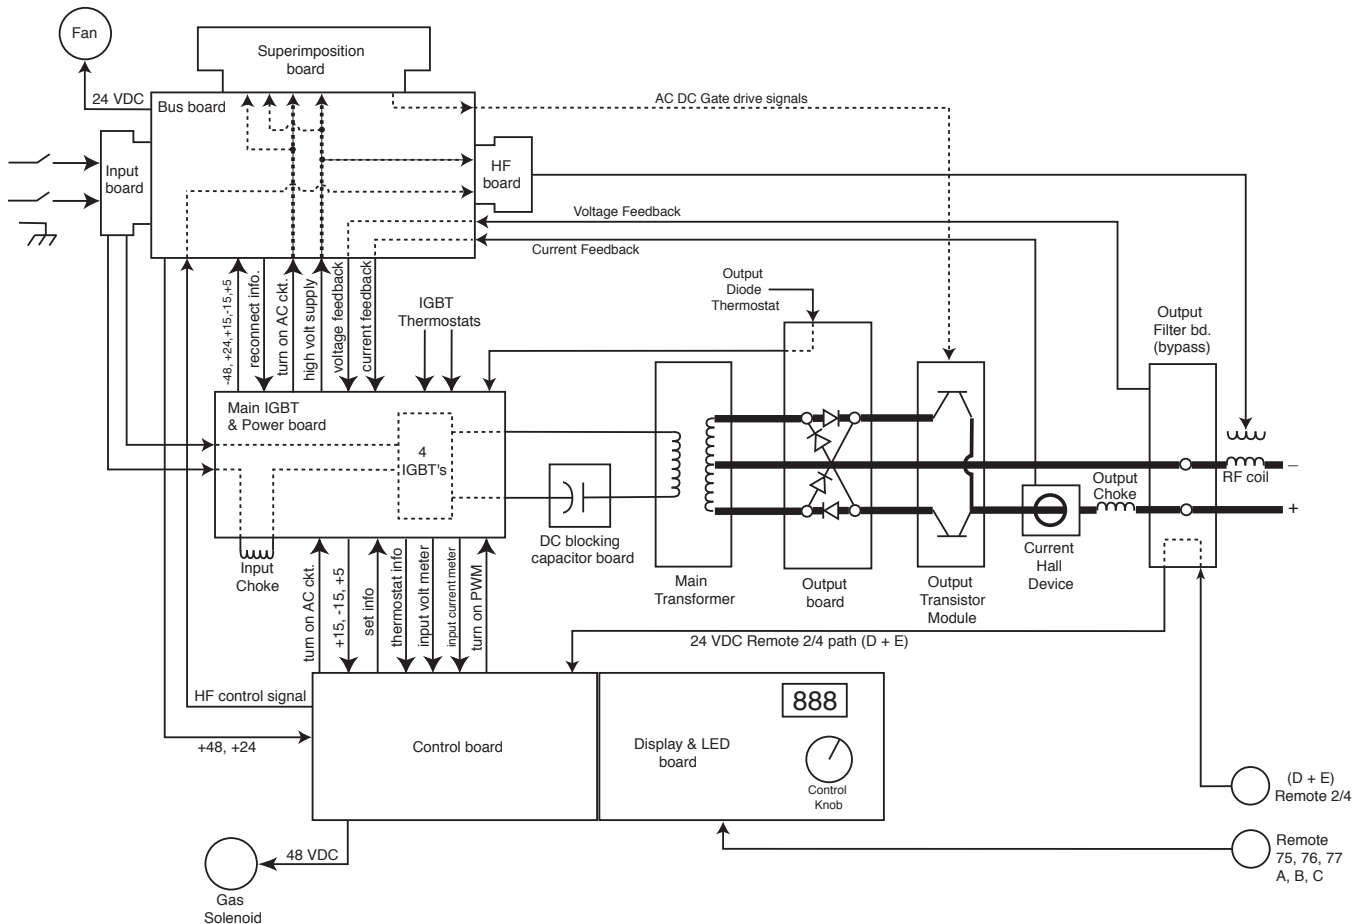 Fan
Superimposition
board
24 VDC
Bus board
AC DC Gate drive signals
Input
board
HF
board
Voltage Feedback
Current Feedback
-48, +24,+15,-15,+5
reconnect info.
turn on AC ckt.
high volt supply
voltage feedback
current feedback
IGBT
Thermostats
Output
Diode
Thermostat
Output
Filter bd.
(bypass)
Main IGBT
& Power board
4
IGBT's
DC blocking
capacitor board
Input
Choke
Main
Transformer
Output
board
Output
Transistor
Module
Current
Hall
Device
Output
Choke
RF coil
–
+
turn on AC ckt.
+15, -15, +5
set info
thermostat info
input volt meter
input current meter
turn on PWM
24 VDC Remote 2/4 path (D + E)
HF control signal
+48, +24
Control board
Display & LED
board
888
Control
Knob
(D + E)
Remote 2/4
Remote
75, 76, 77
A, B, C
48 VDC
Gas
Solenoid